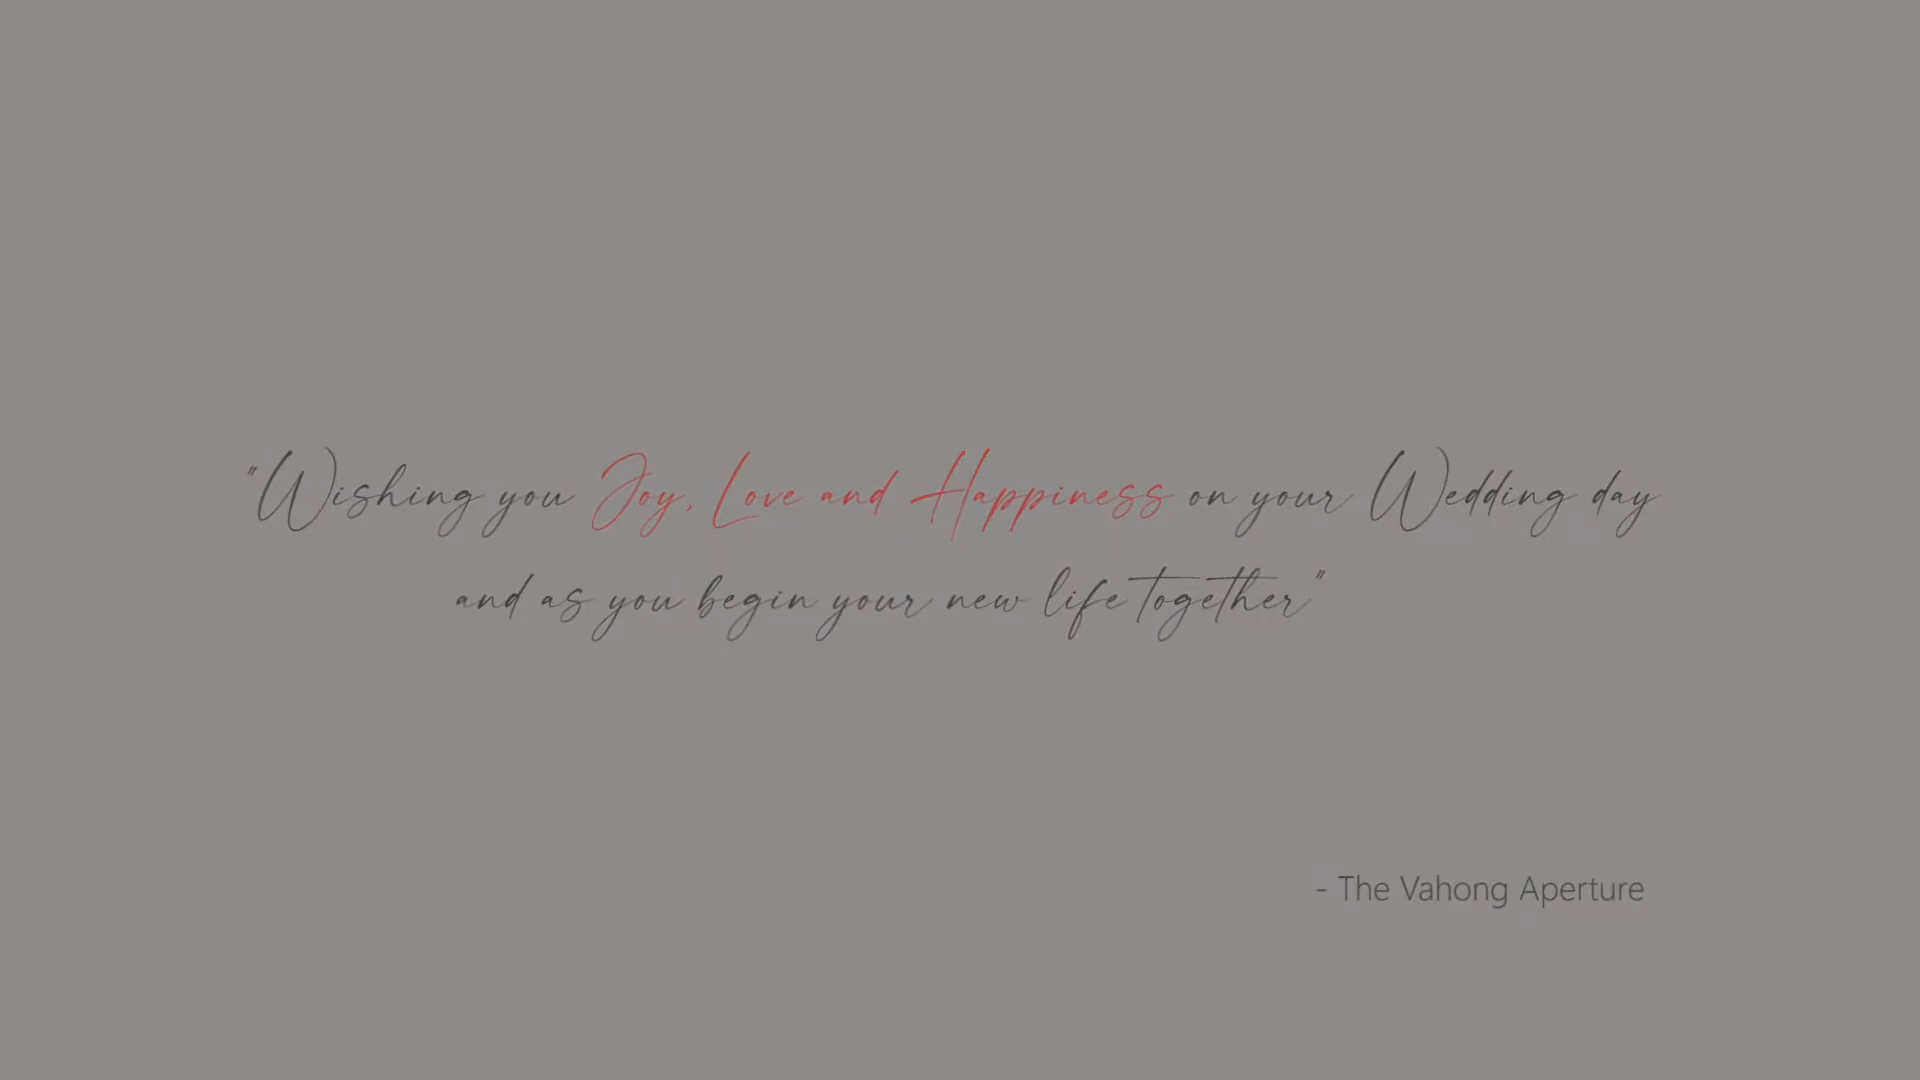 "Wishing you Joy, Love and Happiness on your Wedding day
and as you begin your new life together"
- The Vahong Aperture